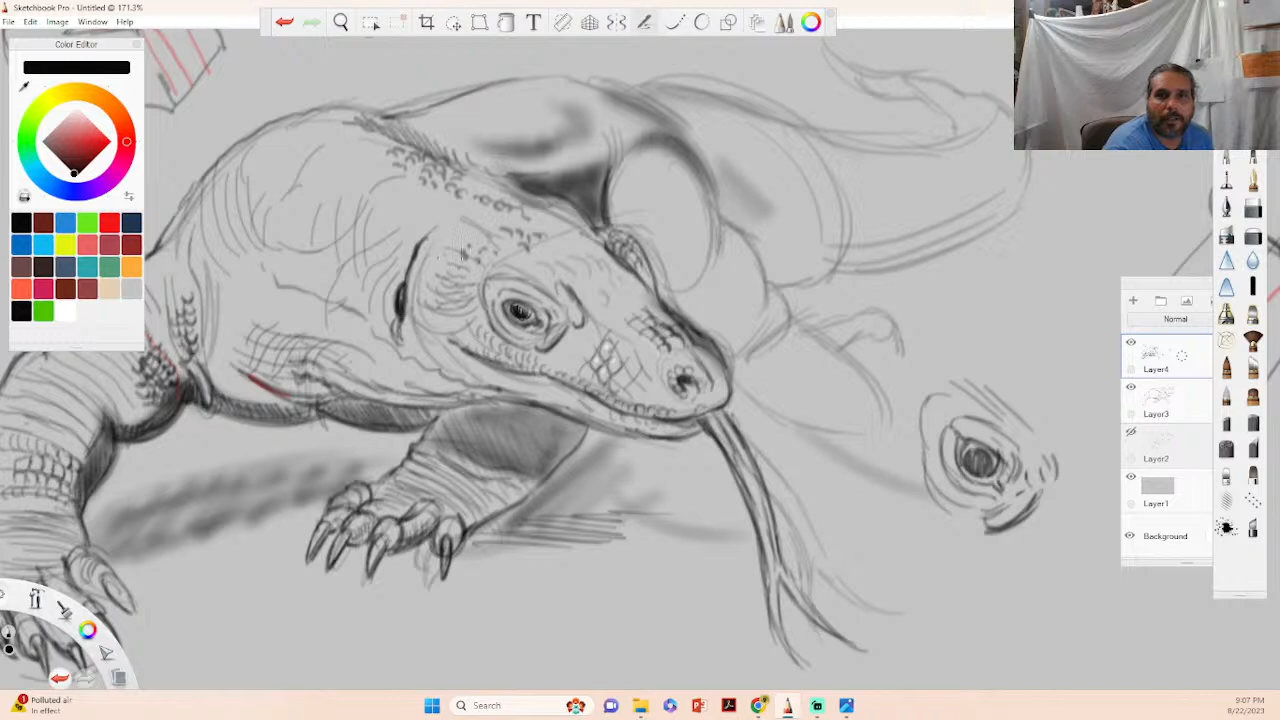 Sketchbook Pro - Untitled @ 171.3%
File Edit Image Window Help
T
Color Editor
Normal
Layer4
Layer3
Layer2
Layer1
Background
1
Polluted air
In effect
Search
9:07 PM
8/22/2023